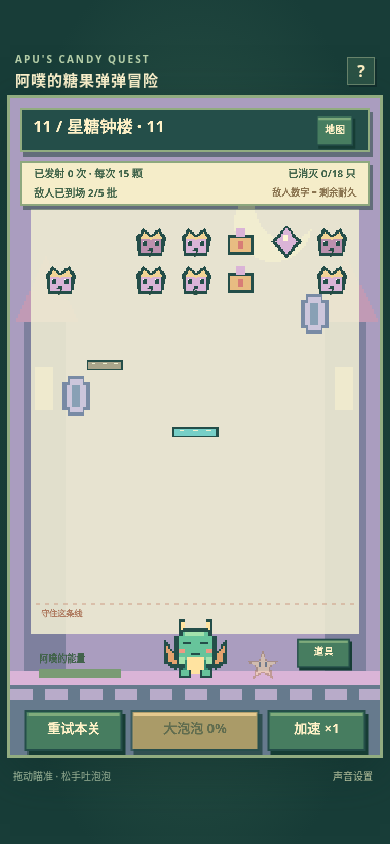 APU'S CANDY QUEST
阿噗的糖果弹弹冒险
?
11 / 星糖钟楼 · 11
地图
已发射 0 次 · 每次 15 颗
已消灭 0/18 只
敌人已到场 2/5 批
敌人数字 = 剩余耐久
守住这条线
阿噗的能量
道具
重试本关
大泡泡 0%
加速 ×1
拖动瞄准 · 松手吐泡泡
声音设置